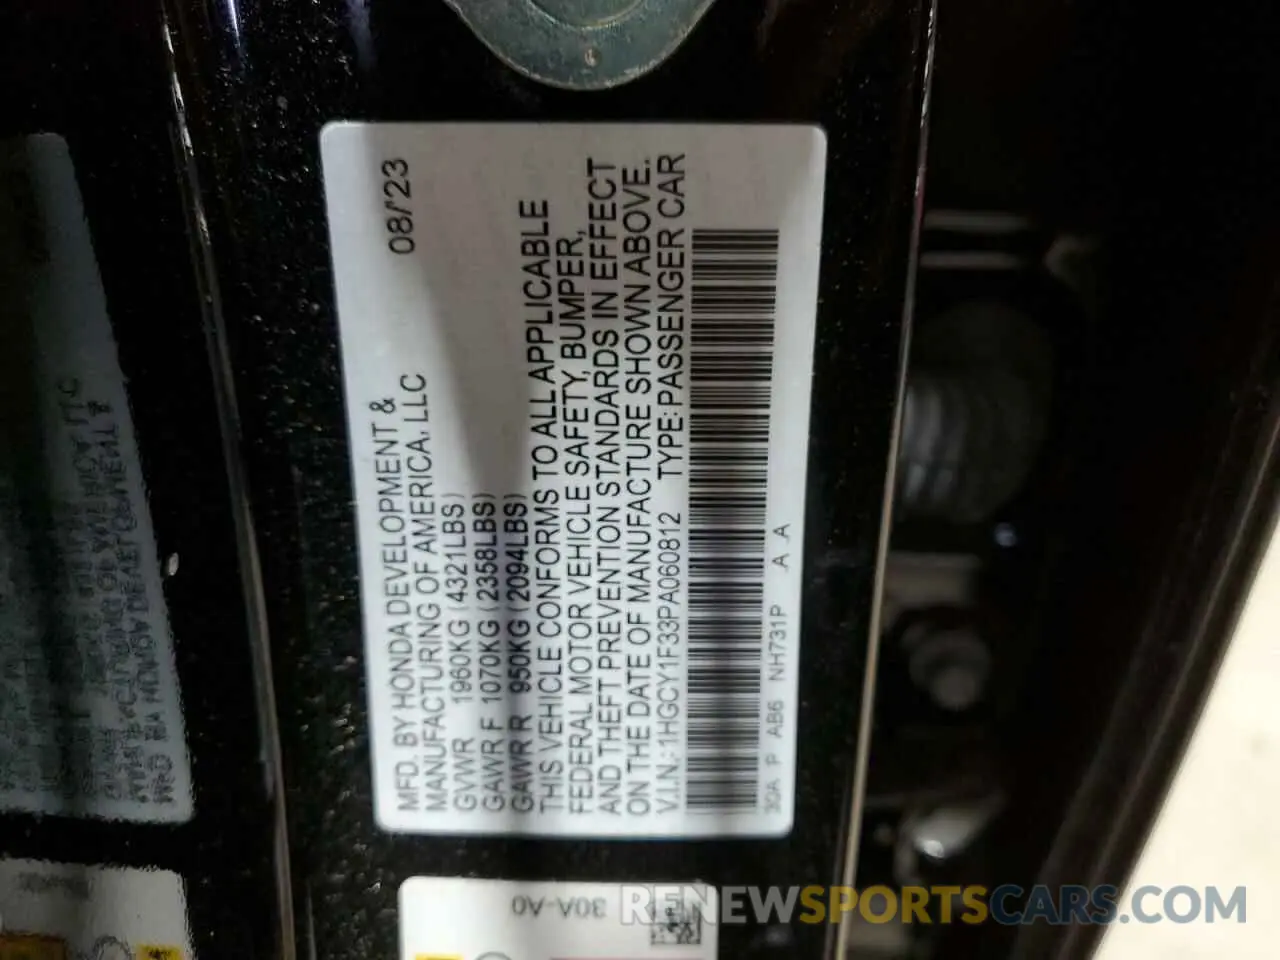 MFD. BY HONDA DEVELOPMENT & 08/'23
MANUFACTURING OF AMERICA, LLC
GVWR 1960KG (4321LBS)
GAWR F 1070KG (2358LBS)
GAWR R 950KG (2094LBS)
THIS VEHICLE CONFORMS TO ALL APPLICABLE
FEDERAL MOTOR VEHICLE SAFETY, BUMPER,
AND THEFT PREVENTION STANDARDS IN EFFECT
ON THE DATE OF MANUFACTURE SHOWN ABOVE.
V.I.N.:1HGCY1F33PA060812 TYPE:PASSENGER CAR
30A P AB6 NH731P A A
30A-A0
RENEWSPORTSCARS.COM